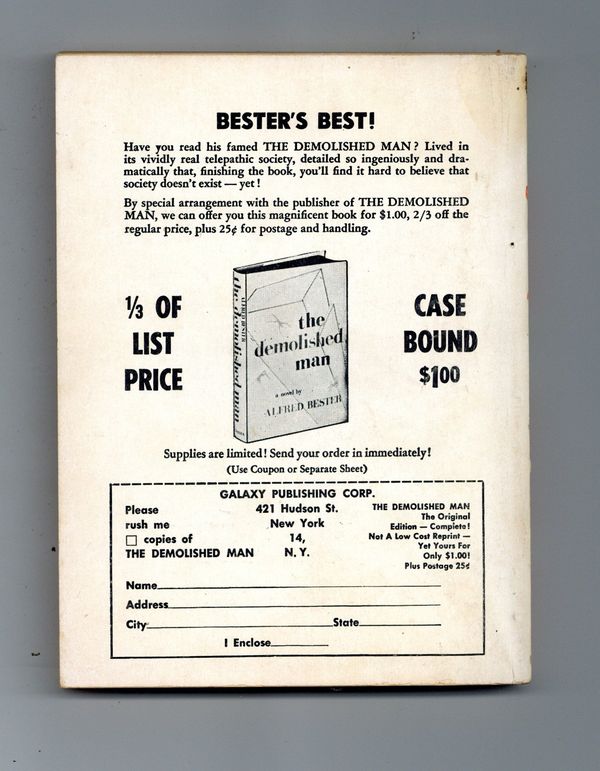 BESTER'S BEST!
Have you read his famed THE DEMOLISHED MAN? Lived in
its vividly real telepathic society, detailed so ingeniously and dra-
matically that, finishing the book, you'll find it hard to believe that
society doesn't exist — yet!
By special arrangement with the publisher of THE DEMOLISHED
MAN, we can offer you this magnificent book for $1.00, 2/3 off the
regular price, plus 25¢ for postage and handling.
⅓ OF
LIST
PRICE
the demolished man
ALFRED BESTER
the
demolished
man
a novel by
ALFRED BESTER
CASE
BOUND
$1.00
Supplies are limited! Send your order in immediately!
(Use Coupon or Separate Sheet)
GALAXY PUBLISHING CORP.
Please
rush me
copies of
THE DEMOLISHED MAN
421 Hudson St.
New York
14,
N. Y.
THE DEMOLISHED MAN
The Original
Edition — Complete!
Not A Low Cost Reprint —
Yet Yours For
Only $1.00!
Plus Postage 25¢
Name
Address
City State
I Enclose